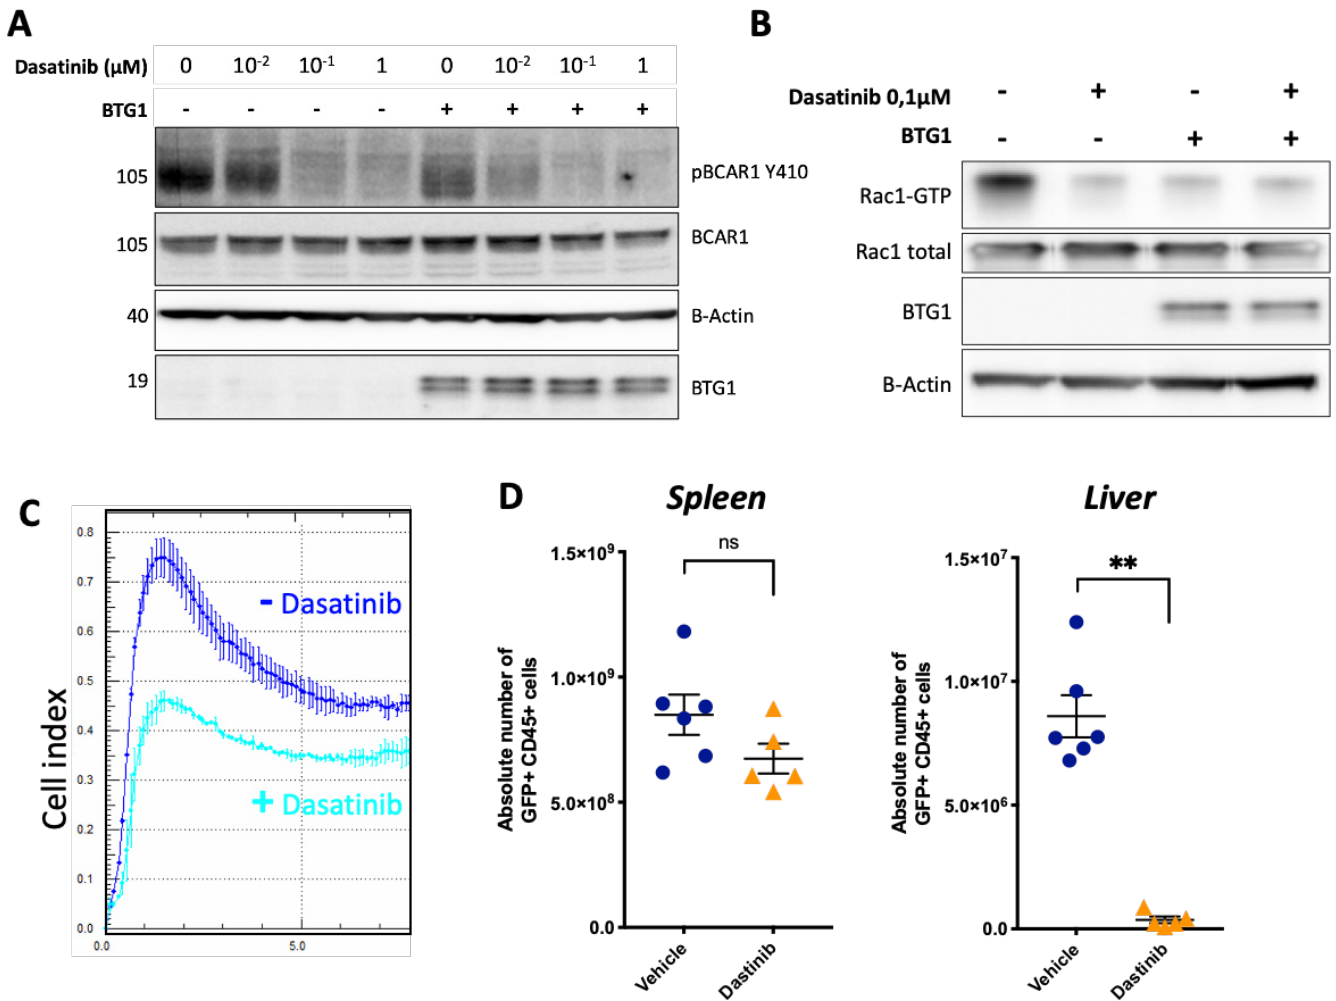 A
Dasatinib (µM) 0 10⁻² 10⁻¹ 1 0 10⁻² 10⁻¹ 1
BTG1 - - - - + + + +
105 pBCAR1 Y410
105 BCAR1
40 B-Actin
19 BTG1
B
Dasatinib 0,1µM - + - +
BTG1 - - + +
Rac1-GTP
Rac1 total
BTG1
B-Actin
C
Cell index
0.8
0.7
0.6
0.5
0.4
0.3
0.2
0.1
0.0
0.0 5.0
- Dasatinib
+ Dasatinib
D
Spleen
ns
Absolute number of
GFP+ CD45+ cells
1.5×10⁹
1.0×10⁹
5.0×10⁸
0.0
Vehicle
Dastinib
Liver
**
Absolute number of
GFP+ CD45+ cells
1.5×10⁷
1.0×10⁷
5.0×10⁶
0.0
Vehicle
Dastinib